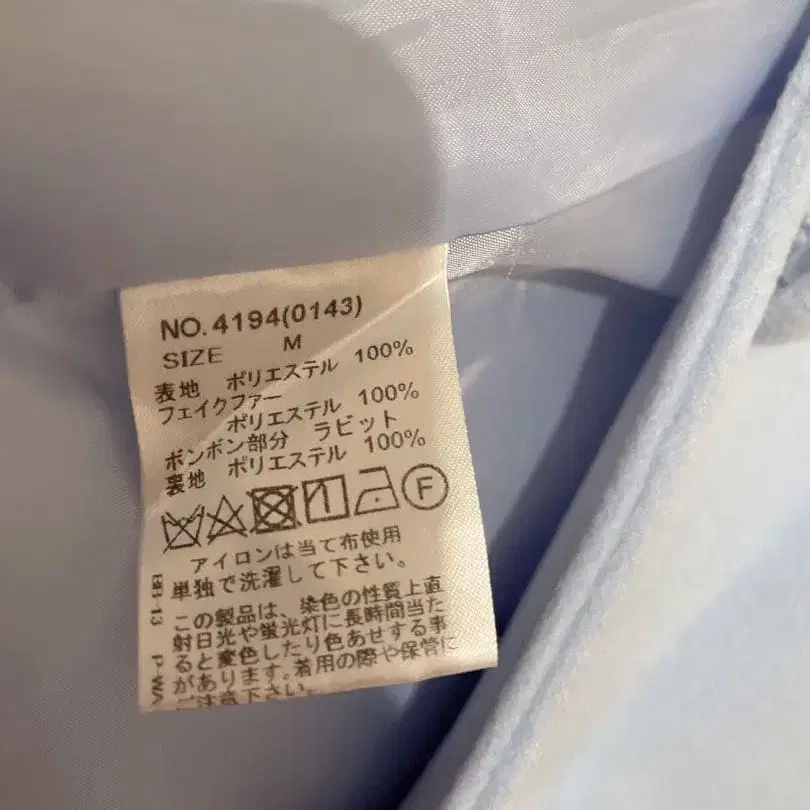 NO.4194(0143)
SIZE M
表地 ポリエステル 100%
フェイクファー
ポリエステル 100%
ボンボン部分 ラビット
裏地 ポリエステル 100%
F
アイロンは当て布使用
単独で洗濯して下さい。
この製品は、染色の性質上直
射日光や蛍光灯に長時間当た
ると変色したり色あせする事
があります。着用の際や保管に
ご注意下さい。